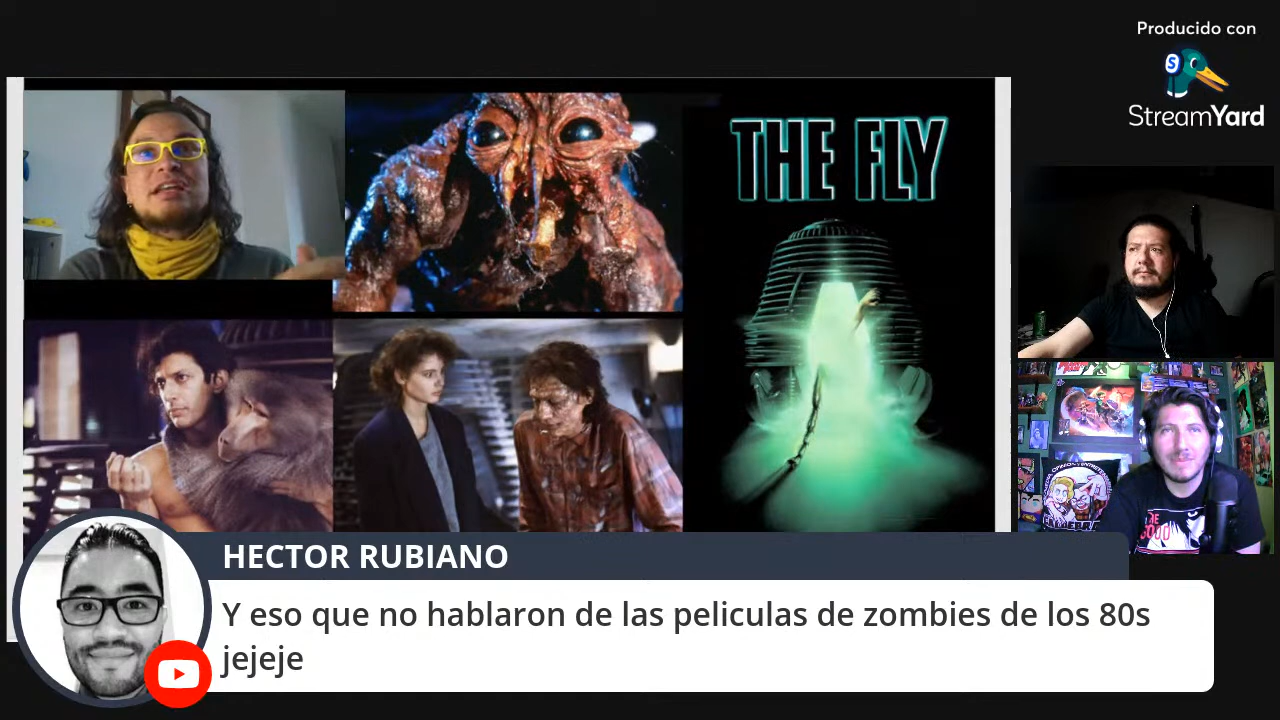 Producido con
StreamYard
THE FLY
HECTOR RUBIANO
Y eso que no hablaron de las peliculas de zombies de los 80s
jejeje